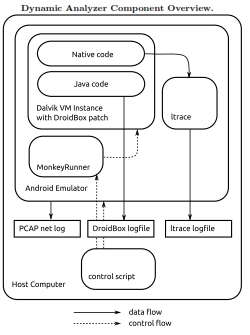 Dynamic Analyzer Component Overview.
Native code
Java code
Dalvik VM Instance
with DroidBox patch
ltrace
MonkeyRunner
Android Emulator
PCAP net log
DroidBox logfile
ltrace logfile
control script
Host Computer
data flow
control flow